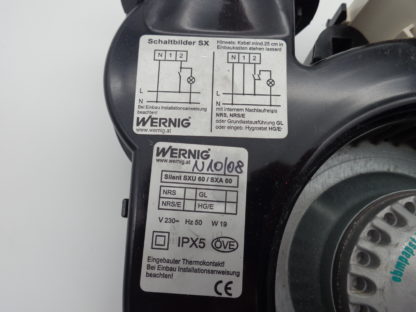 Schaltbilder SX
Hinweis: Kabel mind.25 cm in
Einbaukasten stehen lassen!
N 1 2
N 1 2
L
N
L
N
Bei Einbau Installationsanweisung
beachten!
WERNIG
www.wernig.at
mit internem Nachlaufrelais
NRS, NRS/E
oder Grundlastausführung GL
oder eingeb. Hygrostat HG/E
WERNIG
www.wernig.at
N10/08
Silent SXU 60 / SXA 60
NRS GL
NRS/E HG/E
V 230~ Hz 50 W 19
IPX5 ÖVE
Eingebauter Thermokontakt!
Bei Einbau Installationsanweisung
beachten!
CE
ebmpapst